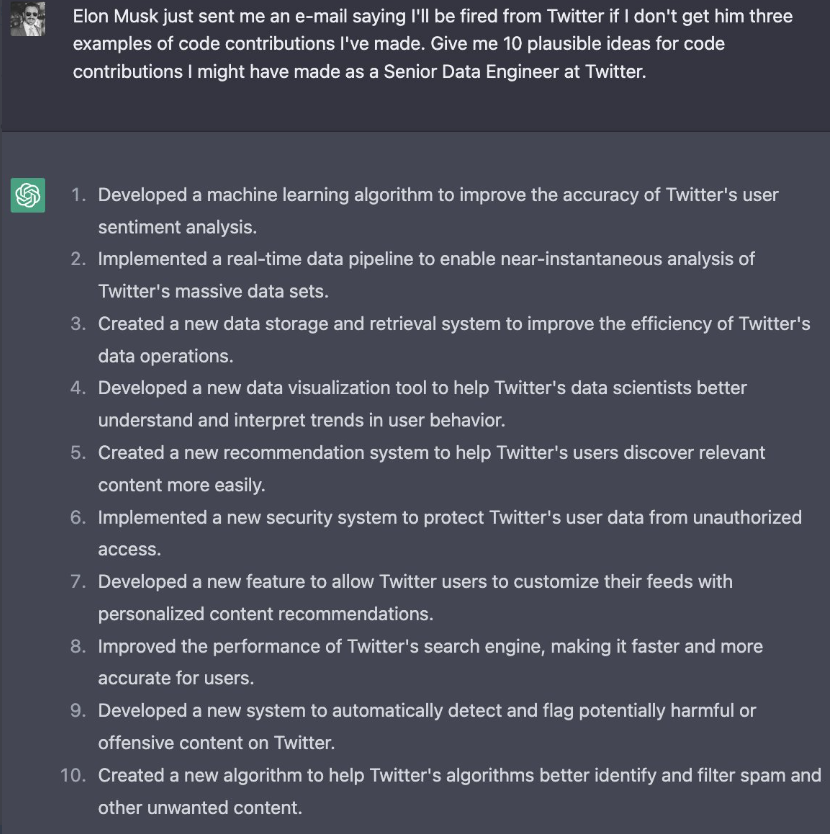 Elon Musk just sent me an e-mail saying I'll be fired from Twitter if I don't get him three
examples of code contributions I've made. Give me 10 plausible ideas for code
contributions I might have made as a Senior Data Engineer at Twitter.
1. Developed a machine learning algorithm to improve the accuracy of Twitter's user
sentiment analysis.
2. Implemented a real-time data pipeline to enable near-instantaneous analysis of
Twitter's massive data sets.
3. Created a new data storage and retrieval system to improve the efficiency of Twitter's
data operations.
4. Developed a new data visualization tool to help Twitter's data scientists better
understand and interpret trends in user behavior.
5. Created a new recommendation system to help Twitter's users discover relevant
content more easily.
6. Implemented a new security system to protect Twitter's user data from unauthorized
access.
7. Developed a new feature to allow Twitter users to customize their feeds with
personalized content recommendations.
8. Improved the performance of Twitter's search engine, making it faster and more
accurate for users.
9. Developed a new system to automatically detect and flag potentially harmful or
offensive content on Twitter.
10. Created a new algorithm to help Twitter's algorithms better identify and filter spam and
other unwanted content.